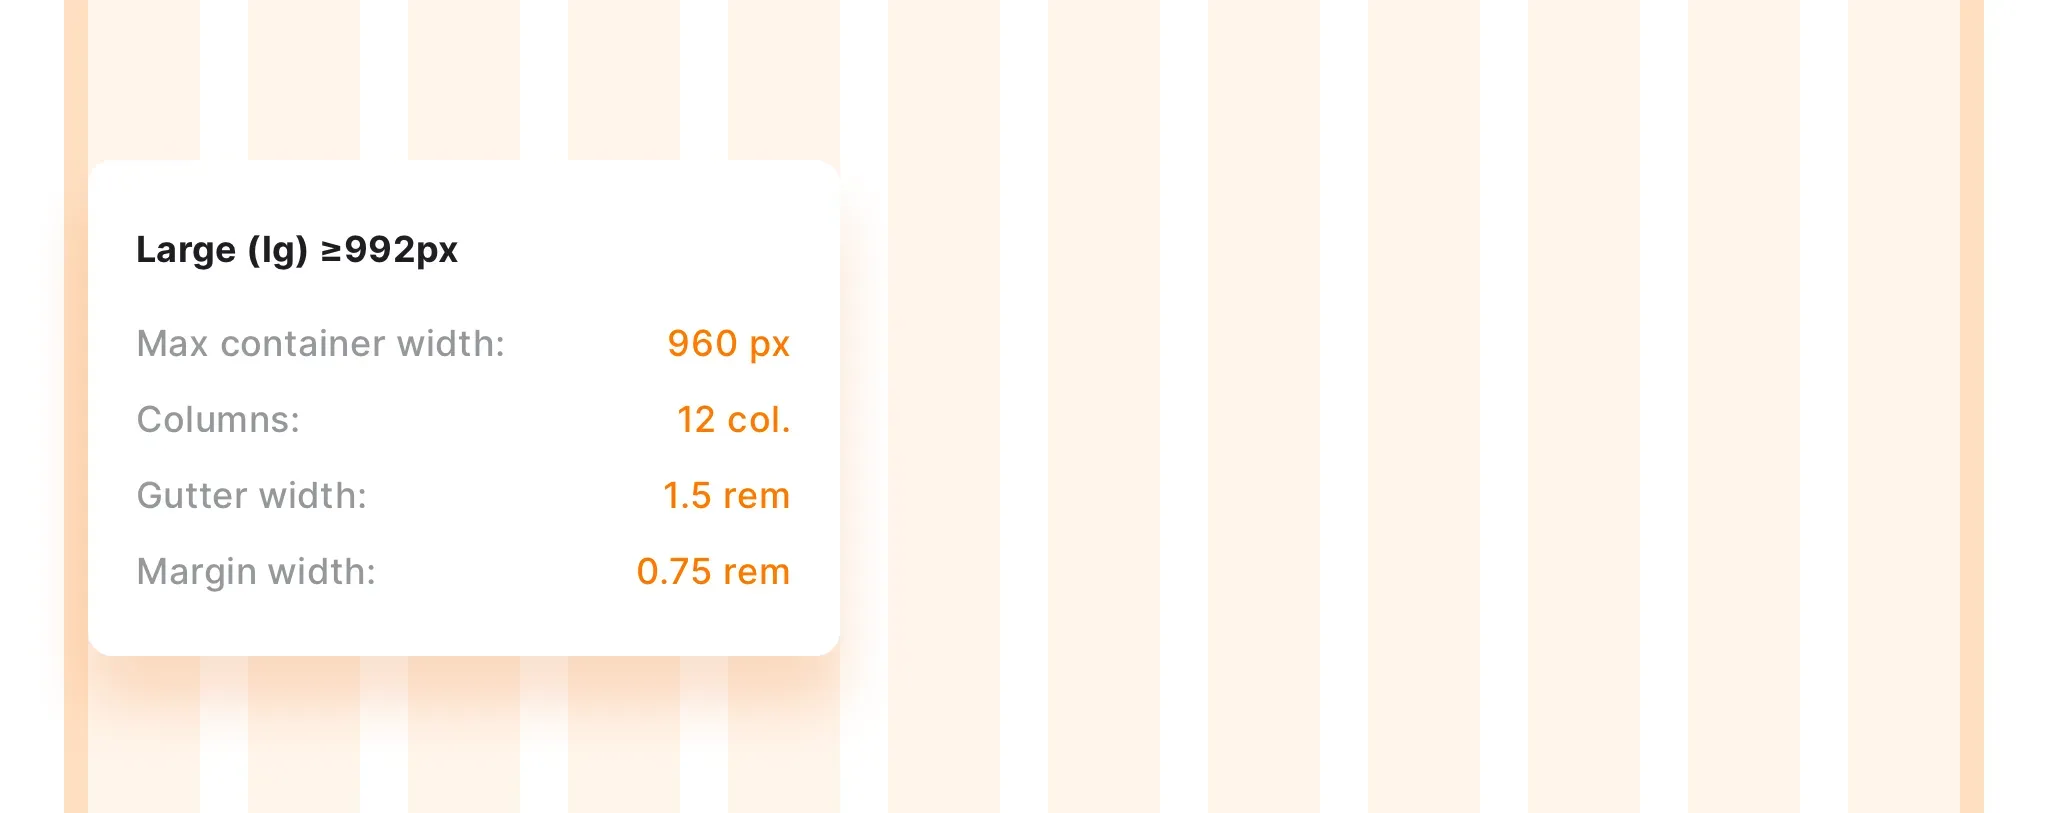 Large (lg) ≥992px
Max container width: 960 px
Columns: 12 col.
Gutter width: 1.5 rem
Margin width: 0.75 rem